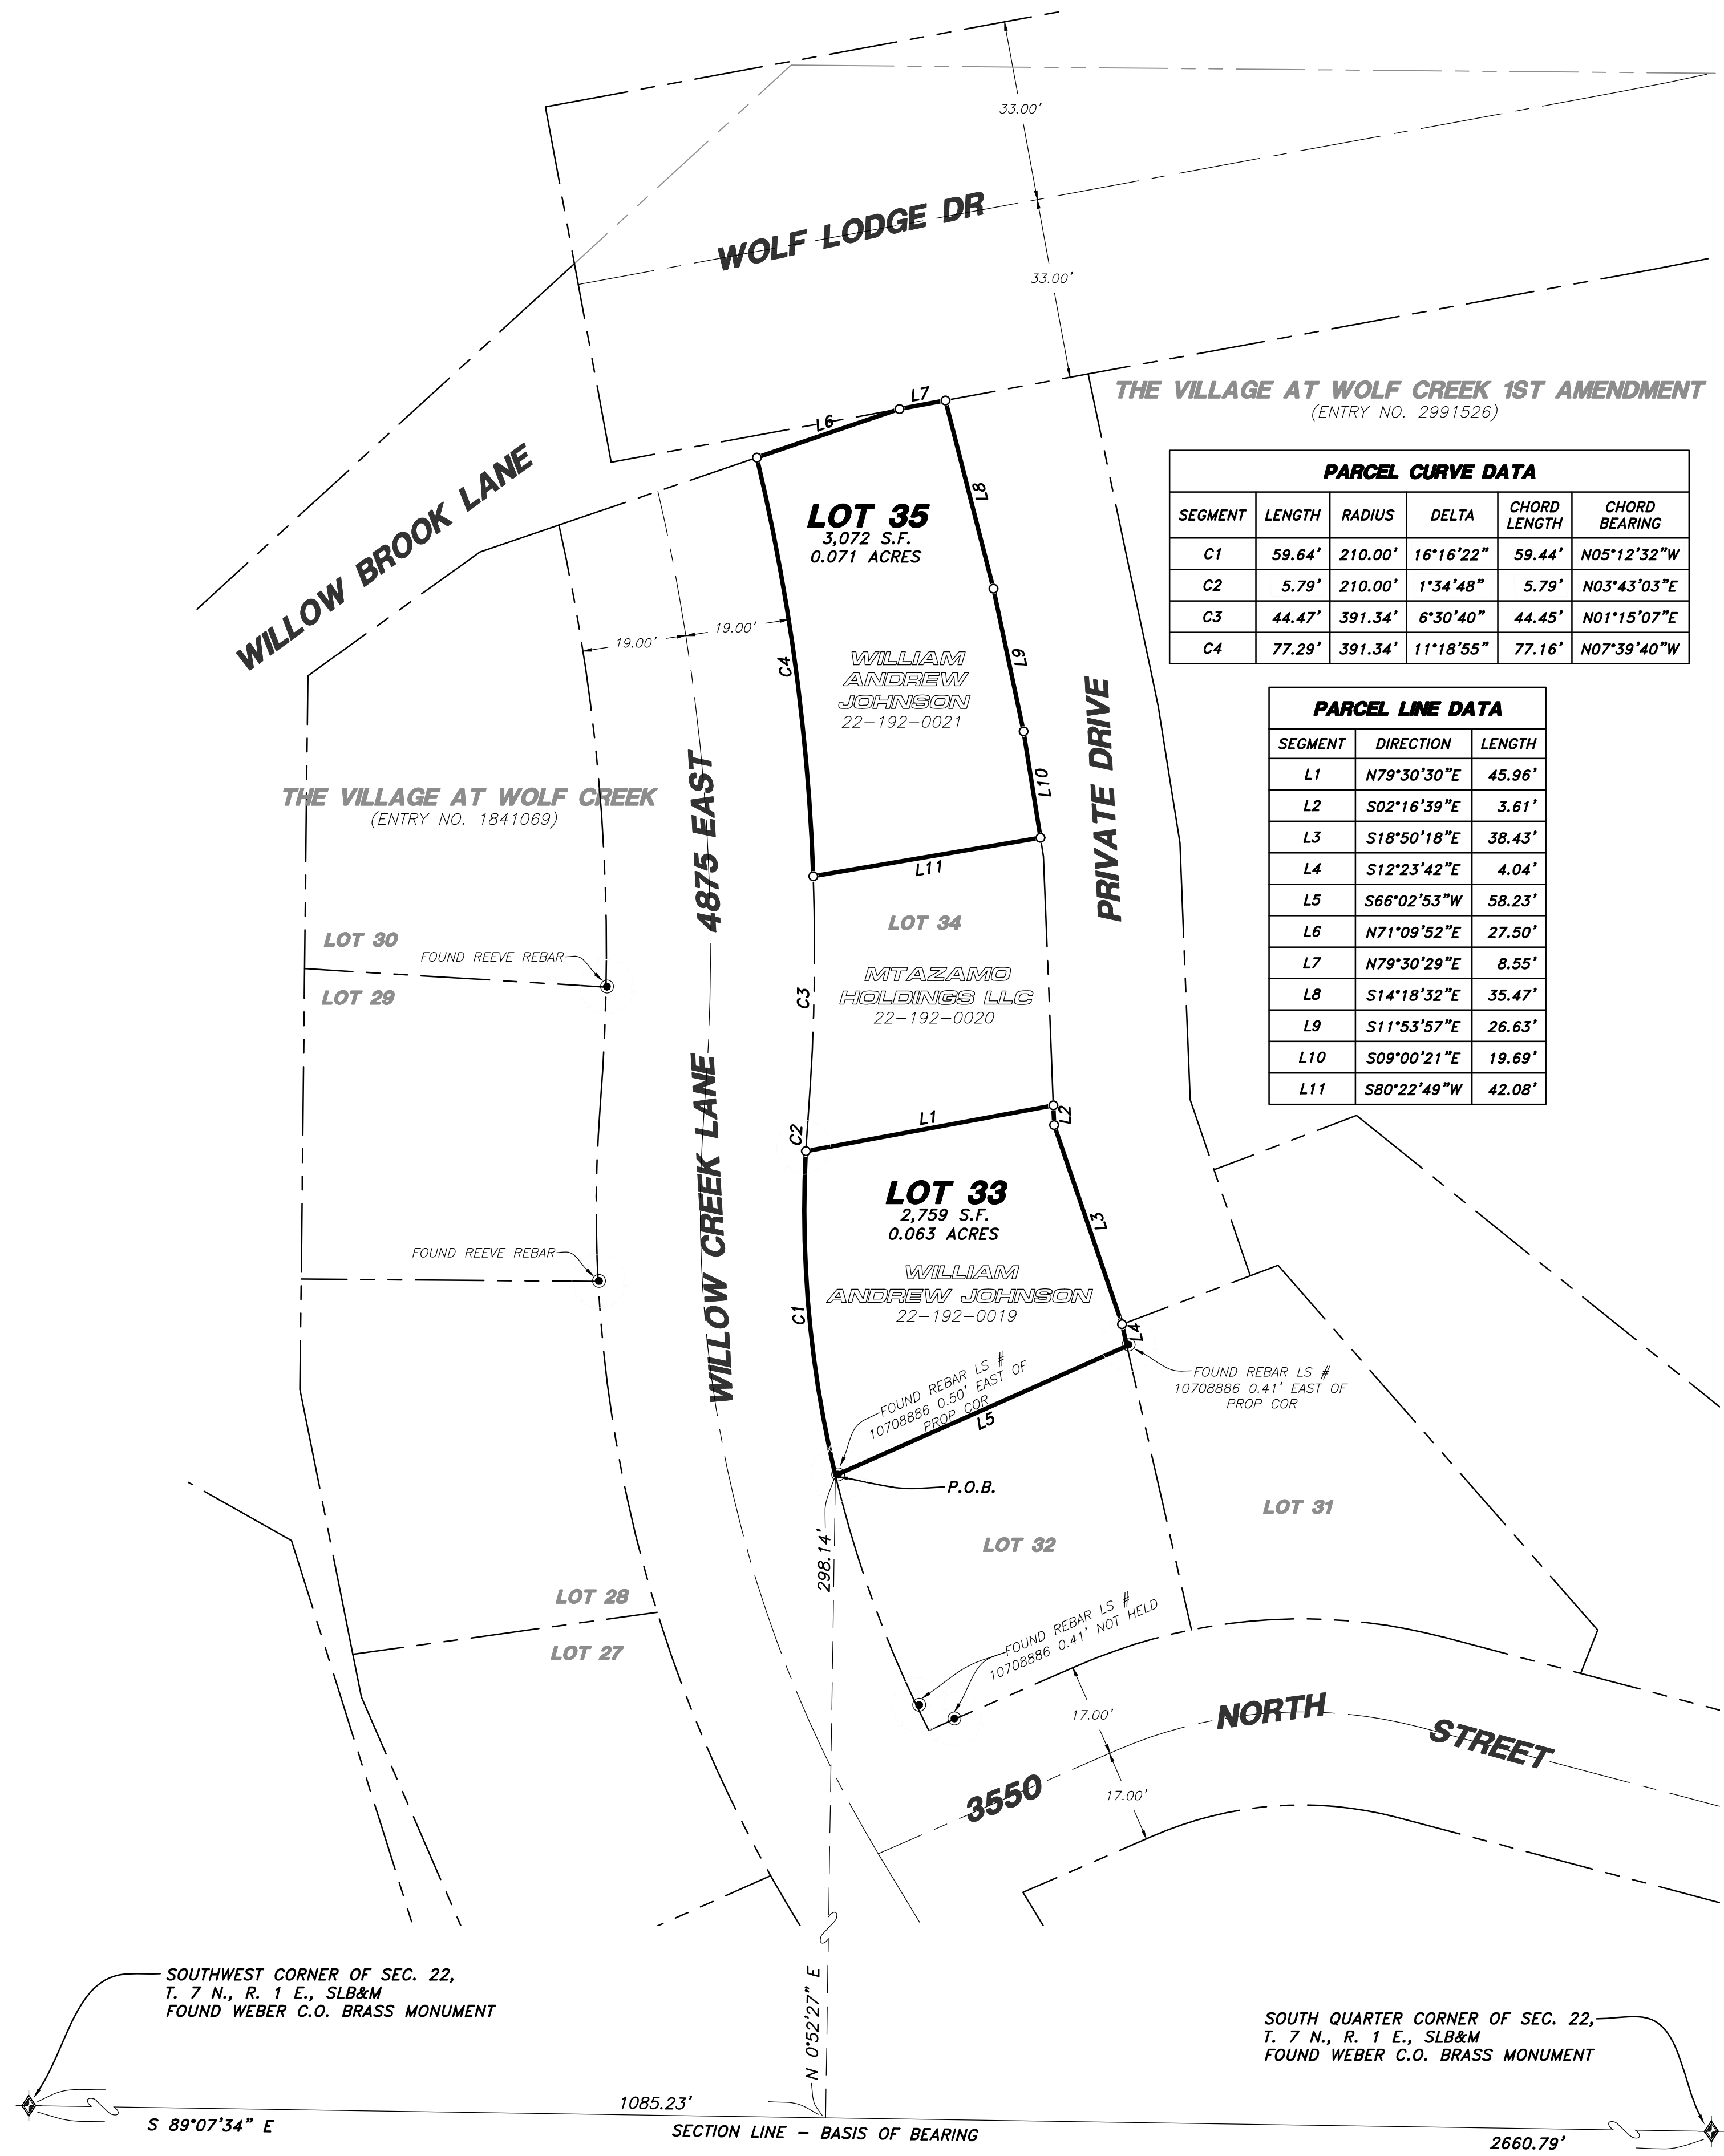 33.00'
WOLF LODGE DR
33.00'
THE VILLAGE AT WOLF CREEK 1ST AMENDMENT
(ENTRY NO. 2991526)
L7
L6
WILLOW BROOK LANE
L8
LOT 35
3,072 S.F.
0.071 ACRES
PARCEL CURVE DATA
SEGMENT LENGTH RADIUS DELTA CHORD LENGTH CHORD BEARING
C1 59.64' 210.00' 16°16'22" 59.44' N05°12'32"W
C2 5.79' 210.00' 1°34'48" 5.79' N03°43'03"E
C3 44.47' 391.34' 6°30'40" 44.45' N01°15'07"E
C4 77.29' 391.34' 11°18'55" 77.16' N07°39'40"W
19.00'
19.00'
C4
L9
WILLIAM
ANDREW
JOHNSON
22-192-0021
PRIVATE DRIVE
PARCEL LINE DATA
SEGMENT DIRECTION LENGTH
L1 N79°30'30"E 45.96'
L2 S02°16'39"E 3.61'
L3 S18°50'18"E 38.43'
L4 S12°23'42"E 4.04'
L5 S66°02'53"W 58.23'
L6 N71°09'52"E 27.50'
L7 N79°30'29"E 8.55'
L8 S14°18'32"E 35.47'
L9 S11°53'57"E 26.63'
L10 S09°00'21"E 19.69'
L11 S80°22'49"W 42.08'
L10
THE VILLAGE AT WOLF CREEK
(ENTRY NO. 1841069)
4875 EAST
L11
LOT 34
LOT 30
FOUND REEVE REBAR
LOT 29
MTAZAMO
HOLDINGS LLC
22-192-0020
C3
WILLOW CREEK LANE
L1
L2
C2
LOT 33
2,759 S.F.
0.063 ACRES
L3
FOUND REEVE REBAR
WILLIAM
ANDREW JOHNSON
22-192-0019
C1
L4
FOUND REBAR LS #
10708886 0.50' EAST OF
PROP COR
FOUND REBAR LS #
10708886 0.41' EAST OF
PROP COR
L5
P.O.B.
LOT 31
LOT 32
298.14'
LOT 28
LOT 27
FOUND REBAR LS #
10708886 0.41' NOT HELD
17.00'
3550 NORTH STREET
17.00'
SOUTHWEST CORNER OF SEC. 22,
T. 7 N., R. 1 E., SLB&M
FOUND WEBER C.O. BRASS MONUMENT
N 0°52'27" E
SOUTH QUARTER CORNER OF SEC. 22,
T. 7 N., R. 1 E., SLB&M
FOUND WEBER C.O. BRASS MONUMENT
1085.23'
S 89°07'34" E
SECTION LINE - BASIS OF BEARING
2660.79'